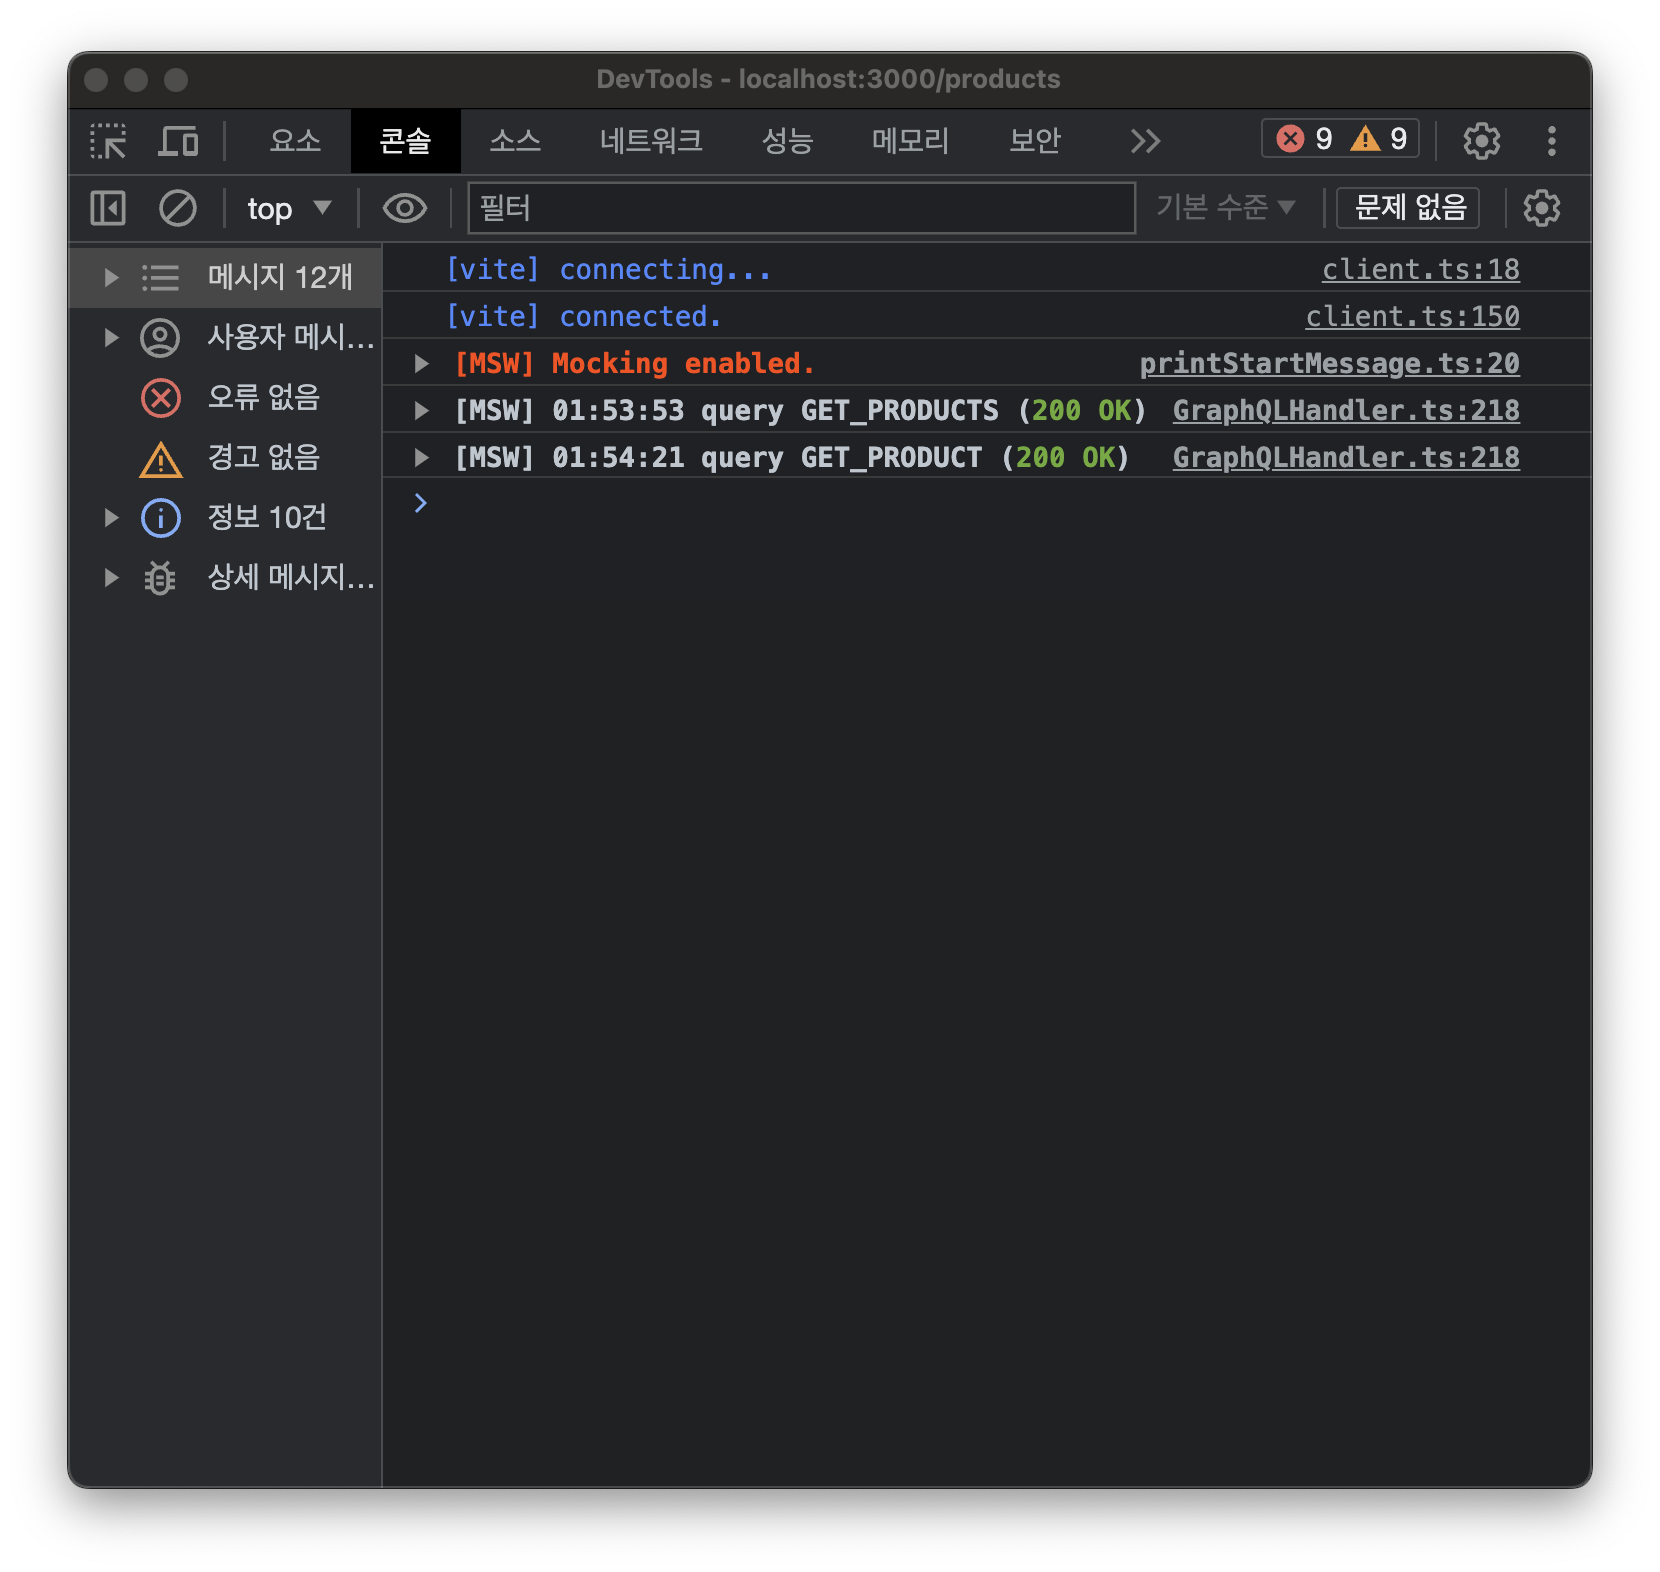 DevTools - localhost:3000/products
요소 콘솔 소스 네트워크 성능 메모리 보안 9 9
top 필터 기본 수준 문제 없음
메시지 12개
사용자 메시...
오류 없음
경고 없음
정보 10건
상세 메시지...
[vite] connecting... client.ts:18
[vite] connected. client.ts:150
[MSW] Mocking enabled. printStartMessage.ts:20
[MSW] 01:53:53 query GET_PRODUCTS (200 OK) GraphQLHandler.ts:218
[MSW] 01:54:21 query GET_PRODUCT (200 OK) GraphQLHandler.ts:218